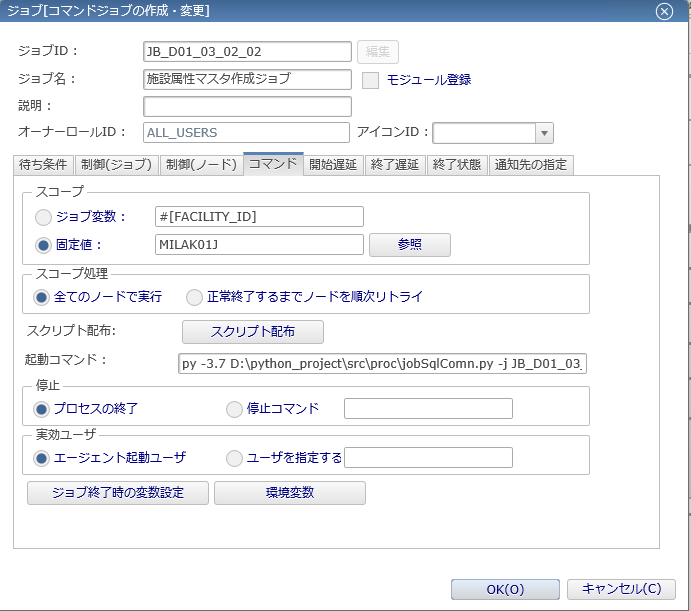 ジョブ[コマンドジョブの作成・変更]
ジョブID： JB_D01_03_02_02 編集
ジョブ名： 施設属性マスタ作成ジョブ モジュール登録
説明：
オーナーロールID： ALL_USERS アイコンID：
待ち条件 制御(ジョブ) 制御(ノード) コマンド 開始遅延 終了遅延 終了状態 通知先の指定
スコープ
ジョブ変数： #[FACILITY_ID]
固定値： MILAK01J 参照
スコープ処理
全てのノードで実行 正常終了するまでノードを順次リトライ
スクリプト配布: スクリプト配布
起動コマンド： py -3.7 D:\python_project\src\proc\jobSqlComn.py -j JB_D01_03_
停止
プロセスの終了 停止コマンド
実効ユーザ
エージェント起動ユーザ ユーザを指定する
ジョブ終了時の変数設定 環境変数
OK(O) キャンセル(C)